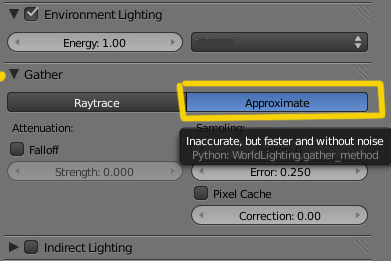 Environment Lighting
Energy: 1.00
Gather
Raytrace
Approximate
Attenuation:
Sampling:
Inaccurate, but faster and without noise
Python: WorldLighting.gather_method
Falloff
Strength: 0.000
Error: 0.250
Pixel Cache
Correction: 0.00
Indirect Lighting